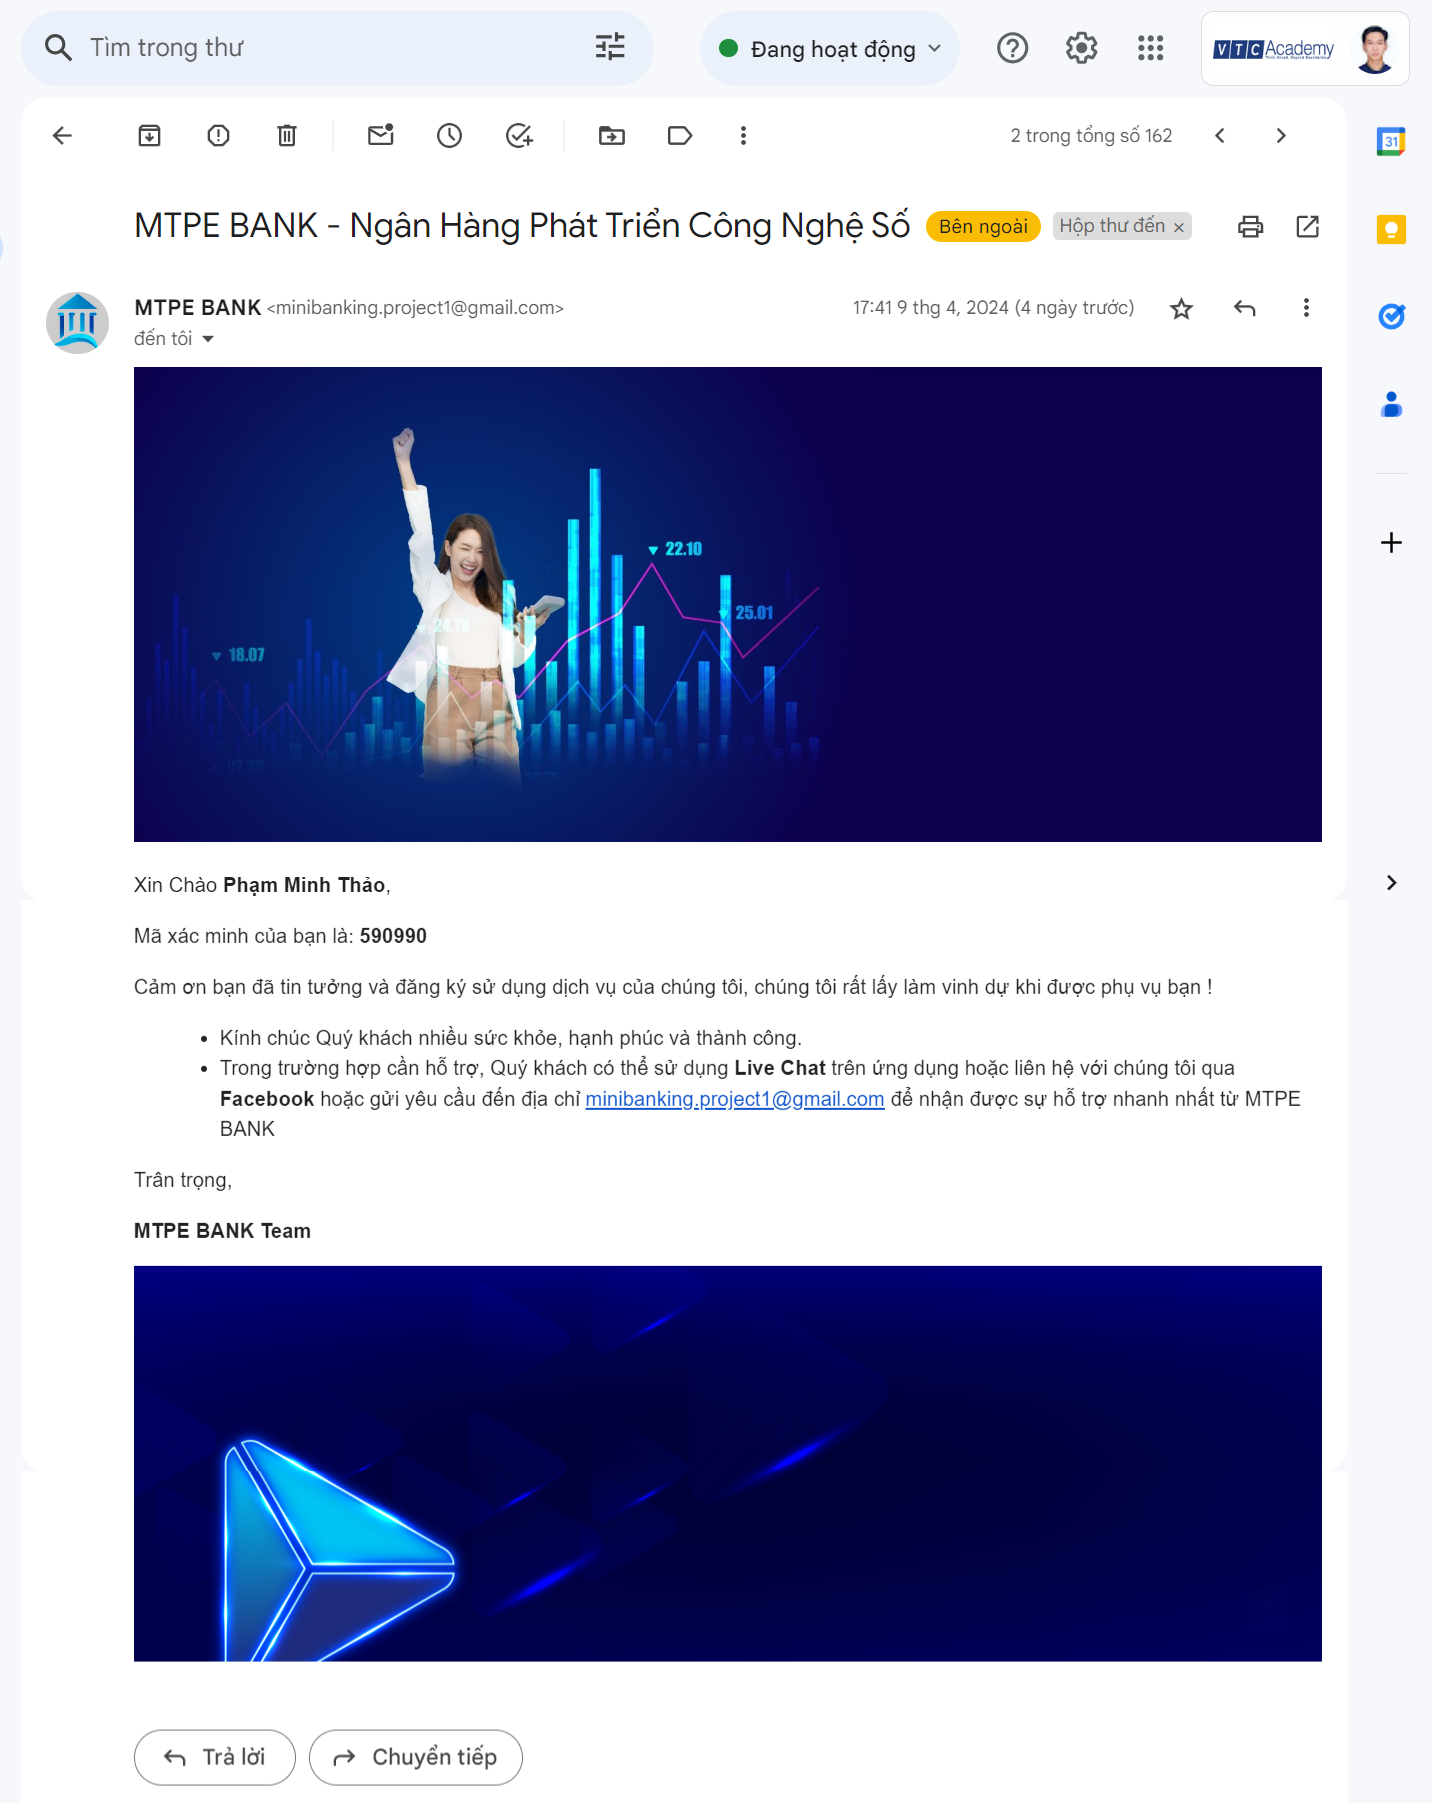 Tìm trong thư
Đang hoạt động
VTC Academy
2 trong tổng số 162
31
MTPE BANK - Ngân Hàng Phát Triển Công Nghệ Số
Bên ngoài
Hộp thư đến ×
MTPE BANK <minibanking.project1@gmail.com>
17:41 9 thg 4, 2024 (4 ngày trước)
đến tôi
22.10
25.01
24.73
18.07
07.28
Xin Chào Phạm Minh Thảo,
Mã xác minh của bạn là: 590990
Cảm ơn bạn đã tin tưởng và đăng ký sử dụng dịch vụ của chúng tôi, chúng tôi rất lấy làm vinh dự khi được phụ vụ bạn !
• Kính chúc Quý khách nhiều sức khỏe, hạnh phúc và thành công.
• Trong trường hợp cần hỗ trợ, Quý khách có thể sử dụng Live Chat trên ứng dụng hoặc liên hệ với chúng tôi qua
Facebook hoặc gửi yêu cầu đến địa chỉ minibanking.project1@gmail.com để nhận được sự hỗ trợ nhanh nhất từ MTPE
BANK
Trân trọng,
MTPE BANK Team
Trả lời
Chuyển tiếp